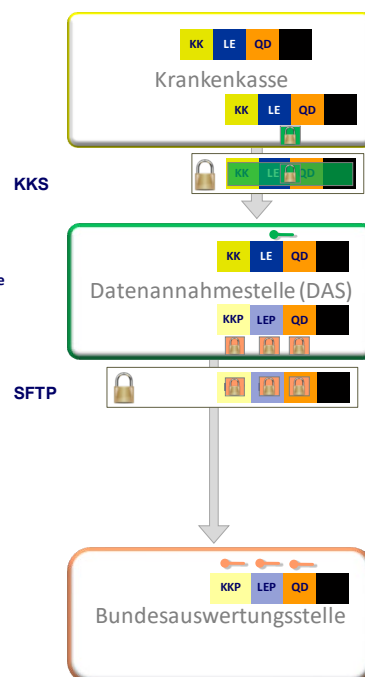 KK LE QD
Krankenkasse
KK LE QD
KKS
KK LE QD
e
KK LE QD
Datenannahmestelle (DAS)
KKP LEP QD
SFTP
KKP LEP QD
Bundesauswertungsstelle